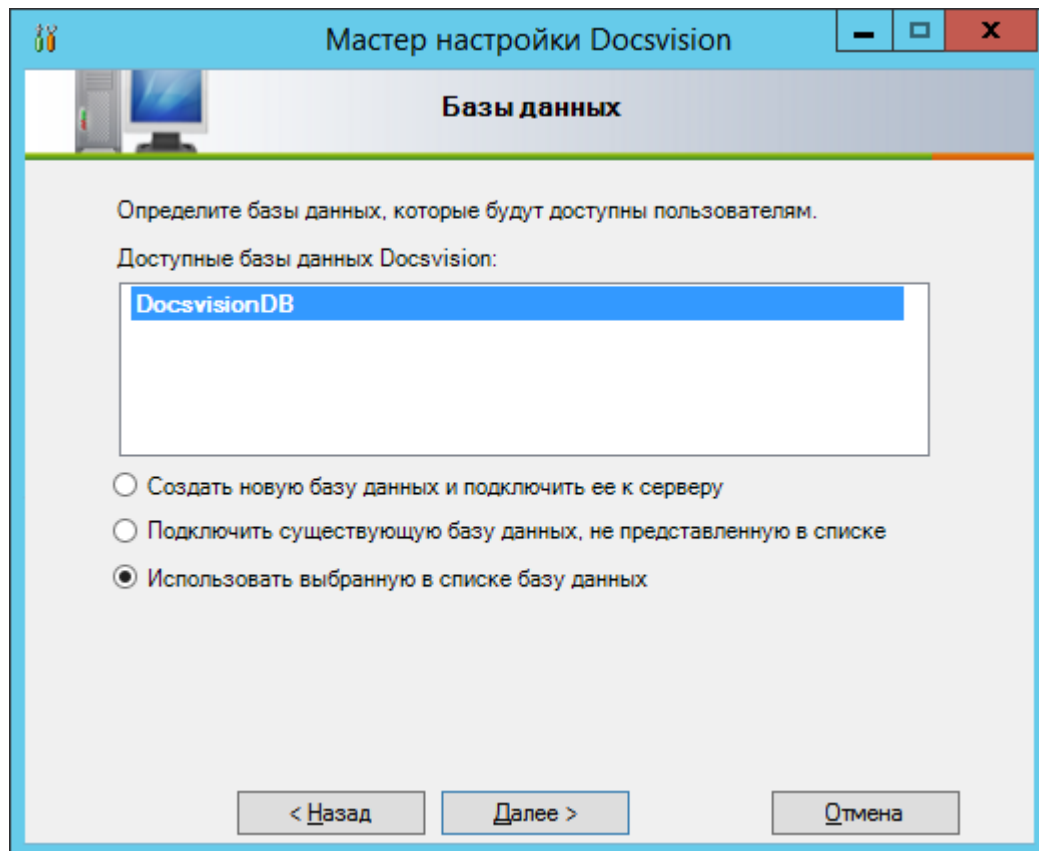 Мастер настройки Docsvision
Базы данных
Определите базы данных, которые будут доступны пользователям.
Доступные базы данных Docsvision:
DocsvisionDB
Создать новую базу данных и подключить ее к серверу
Подключить существующую базу данных, не представленную в списке
Использовать выбранную в списке базу данных
< Назад Далее > Отмена